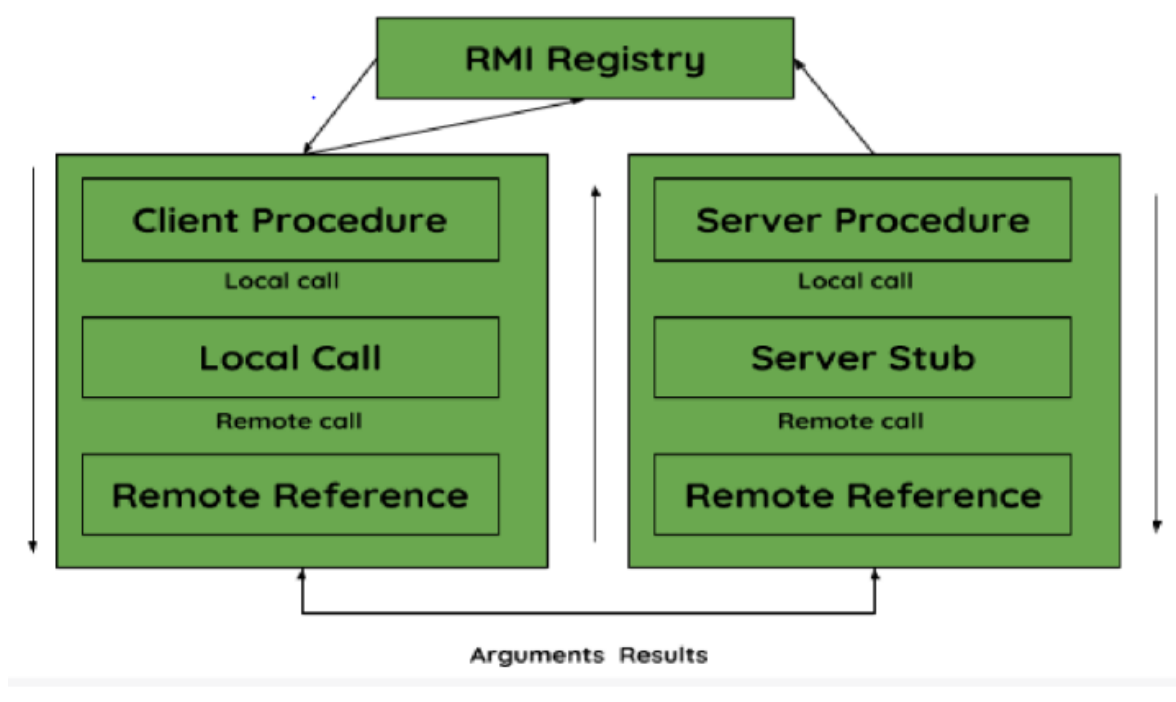 RMI Registry
Client Procedure
Local call
Local Call
Remote call
Remote Reference
Server Procedure
Local call
Server Stub
Remote call
Remote Reference
Arguments Results